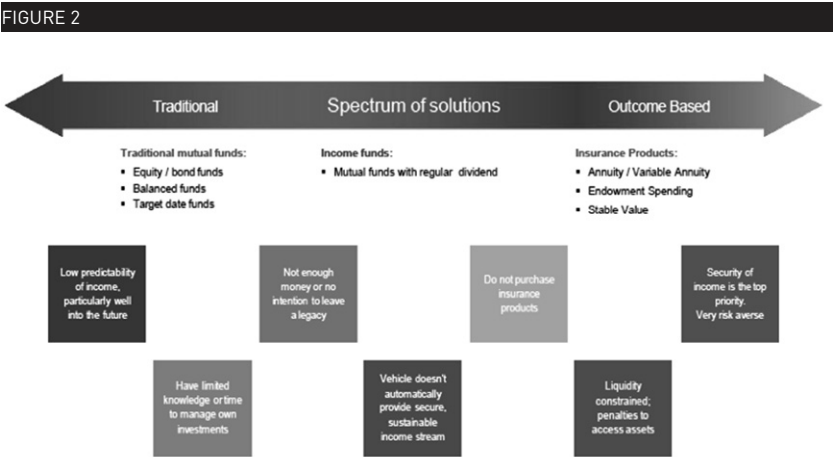 FIGURE 2
Traditional
Spectrum of solutions
Outcome Based
Traditional mutual funds:
▪ Equity / bond funds
▪ Balanced funds
▪ Target date funds
Income funds:
▪ Mutual funds with regular dividend
Insurance Products:
▪ Annuity / Variable Annuity
▪ Endowment Spending
▪ Stable Value
Low predictability
of income,
particularly well
into the future
Not enough
money or no
intention to leave
a legacy
Do not purchase
insurance
products
Security of
income is the top
priority.
Very risk averse
Have limited
knowledge or time
to manage own
investments
Vehicle doesn't
automatically
provide secure,
sustainable
income stream
Liquidity
constrained;
penalties to
access assets